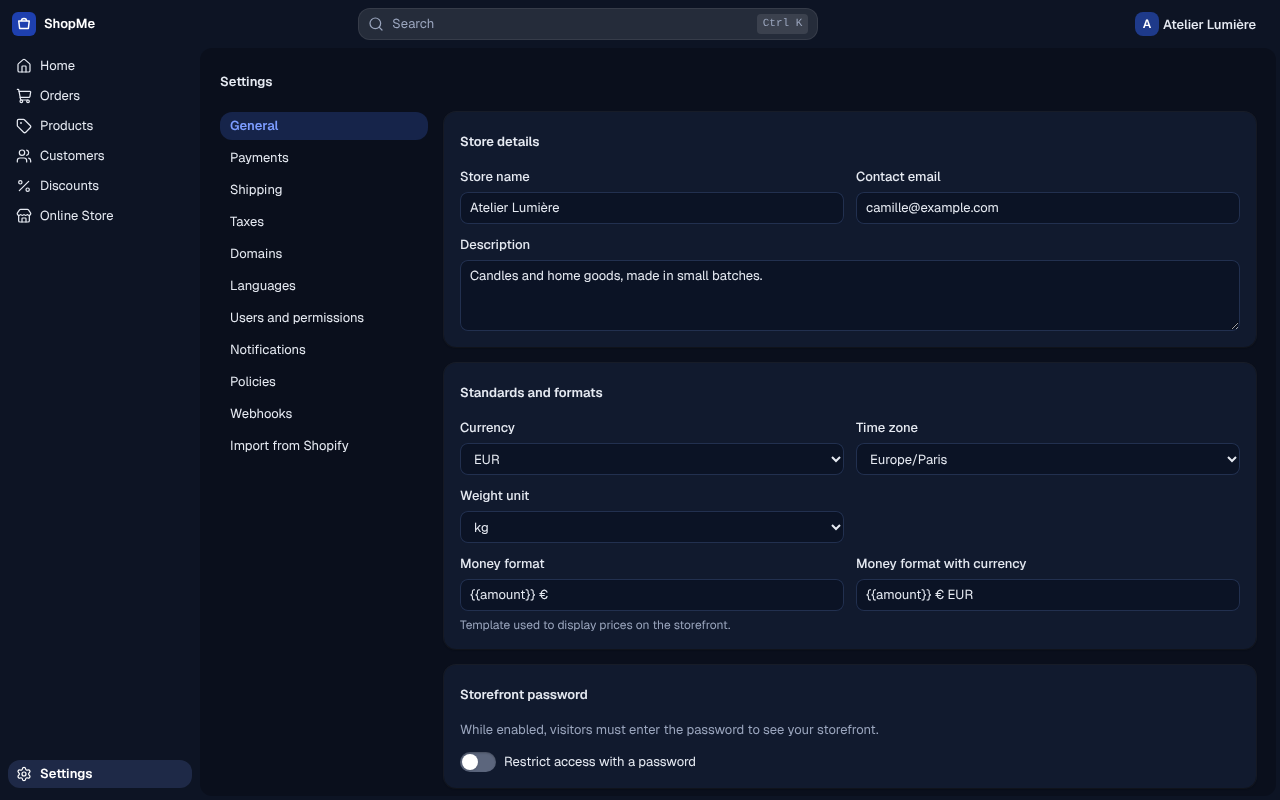 ShopMe
Search
Ctrl K
A
Atelier Lumière
Home
Orders
Products
Customers
Discounts
Online Store
Settings
Settings
General
Payments
Shipping
Taxes
Domains
Languages
Users and permissions
Notifications
Policies
Webhooks
Import from Shopify
Store details
Store name
Contact email
Atelier Lumière
camille@example.com
Description
Candles and home goods, made in small batches.
Standards and formats
Currency
Time zone
EUR
Europe/Paris
Weight unit
kg
Money format
Money format with currency
{{amount}} €
{{amount}} € EUR
Template used to display prices on the storefront.
Storefront password
While enabled, visitors must enter the password to see your storefront.
Restrict access with a password